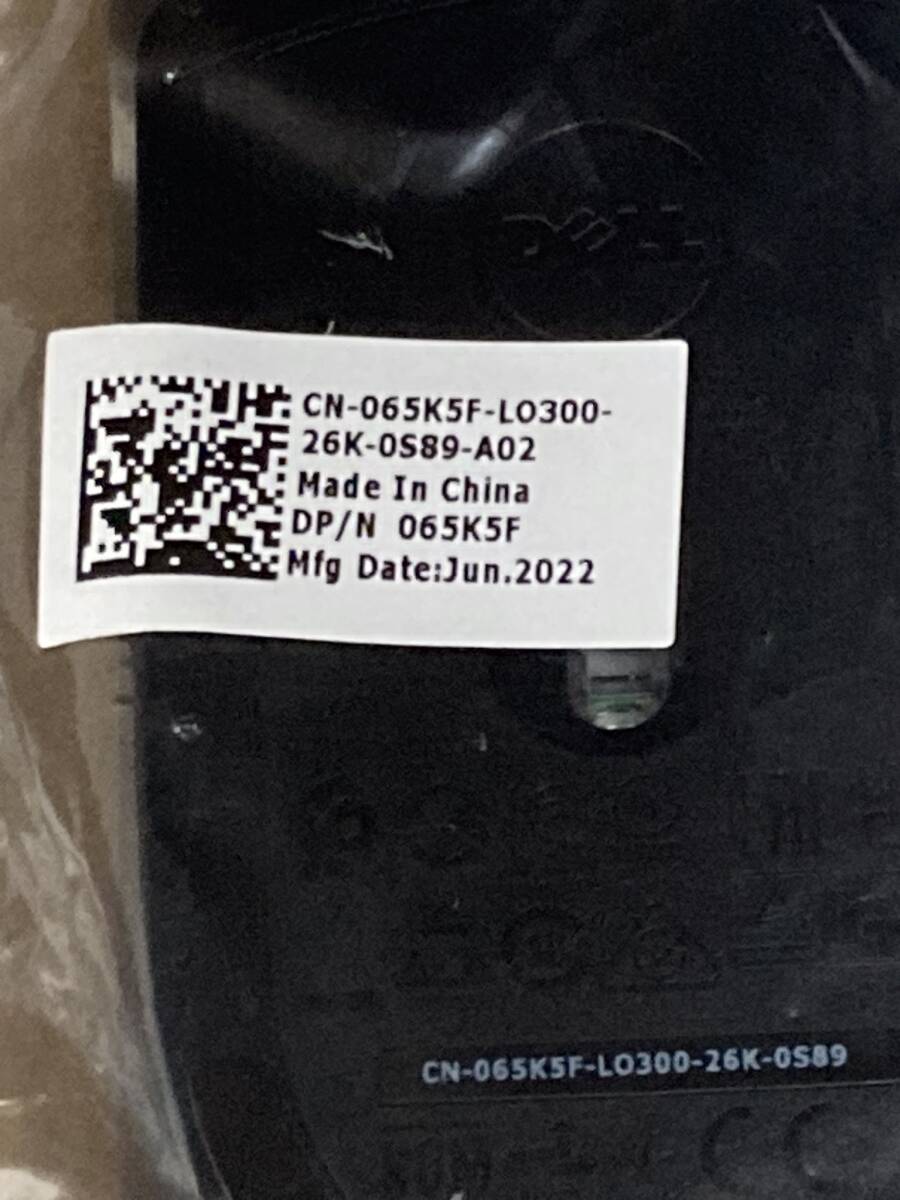 CN-065K5F-LO300-
26K-0S89-A02
Made In China
DP/N 065K5F
Mfg Date:Jun.2022
CN-065K5F-LO300-26K-0S89